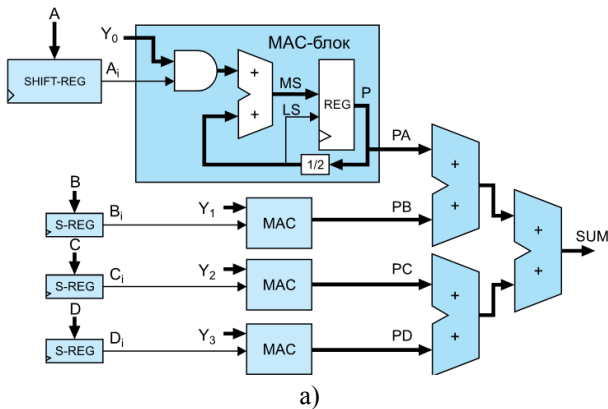 A
Y₀
МАС-блок
SHIFT-REG
Aᵢ
+
+
MS
LS
REG
P
1/2
PA
B
S-REG
Bᵢ
Y₁
MAC
PB
+
+
C
S-REG
Cᵢ
Y₂
MAC
PC
+
+
SUM
D
S-REG
Dᵢ
Y₃
MAC
PD
+
+
а)